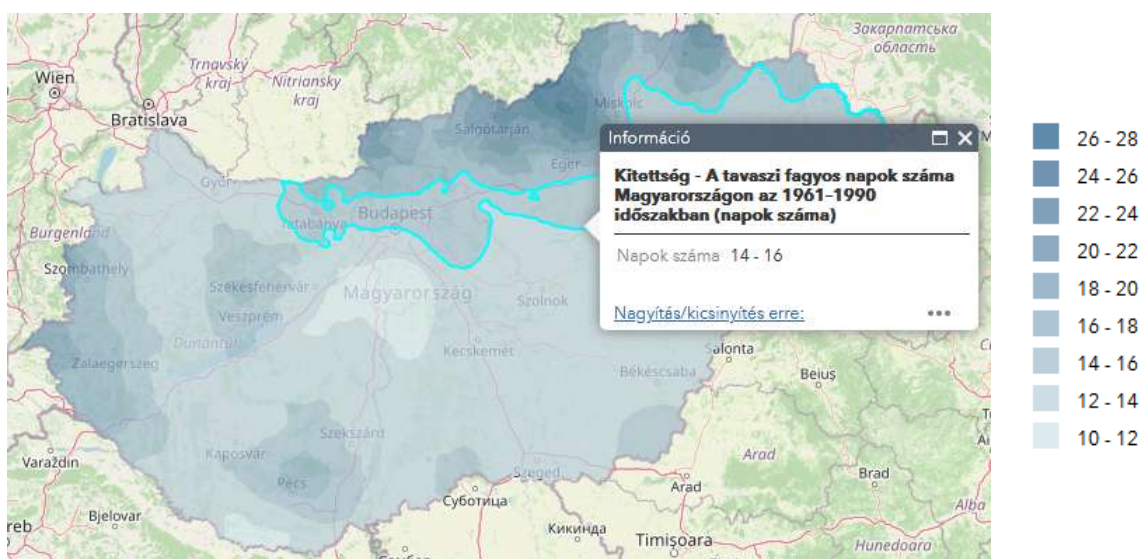 Закарпатська
область
Trnavský
kraj
Nitriansky
kraj
Wien
Bratislava
Miskolc
Salgótarján
Eger
Győr
Tatabánya
Budapest
Burgenland
Szombathely
Székesfehérvár
Magyarország
Szolnok
Veszprém
Dunántúl
Kecskemét
Zalaegerszeg
Békéscsaba
Salonta
Beiuș
Szekszárd
Kaposvár
Pécs
Szeged
Varaždin
Arad
Arad
Brad
Суботица
Alba
Bjelovar
reb
Кикинда
Timișoara
Hunedoara
Információ
Kitettség - A tavaszi fagyos napok száma
Magyarországon az 1961-1990
időszakban (napok száma)
Napok száma 14 - 16
Nagyítás/kicsinyítés erre:
26 - 28
24 - 26
22 - 24
20 - 22
18 - 20
16 - 18
14 - 16
12 - 14
10 - 12